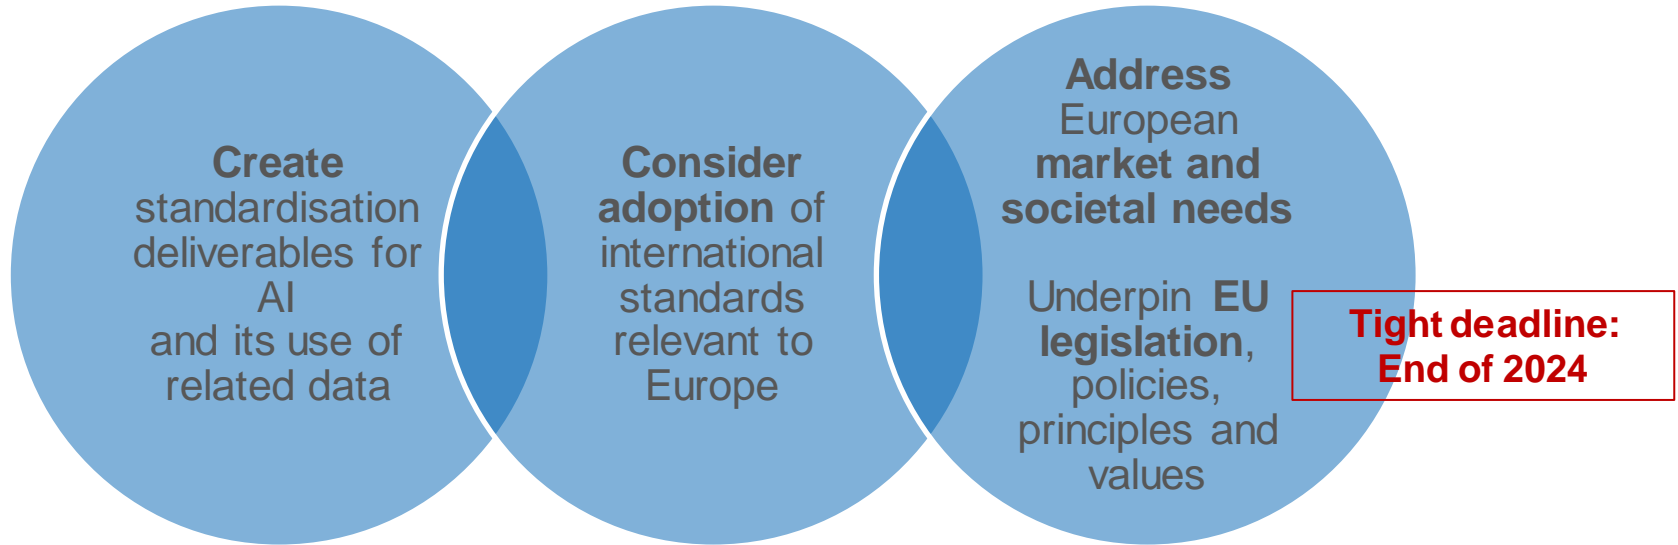 Create
standardisation
deliverables for
AI
and its use of
related data
Consider
adoption of
international
standards
relevant to
Europe
Address
European
market and
societal needs
Underpin EU
legislation,
policies,
principles and
values
Tight deadline:
End of 2024